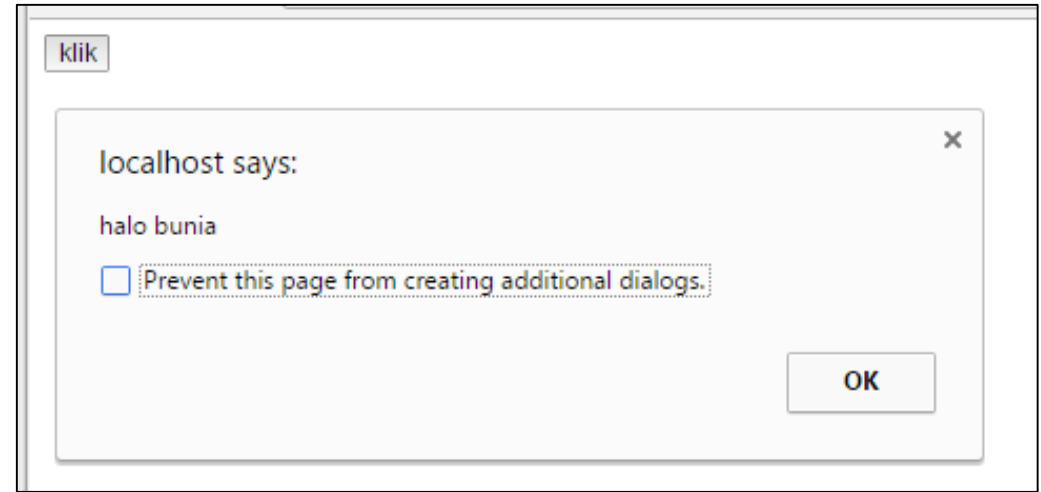 klik
localhost says:
halo bunia
Prevent this page from creating additional dialogs.
OK